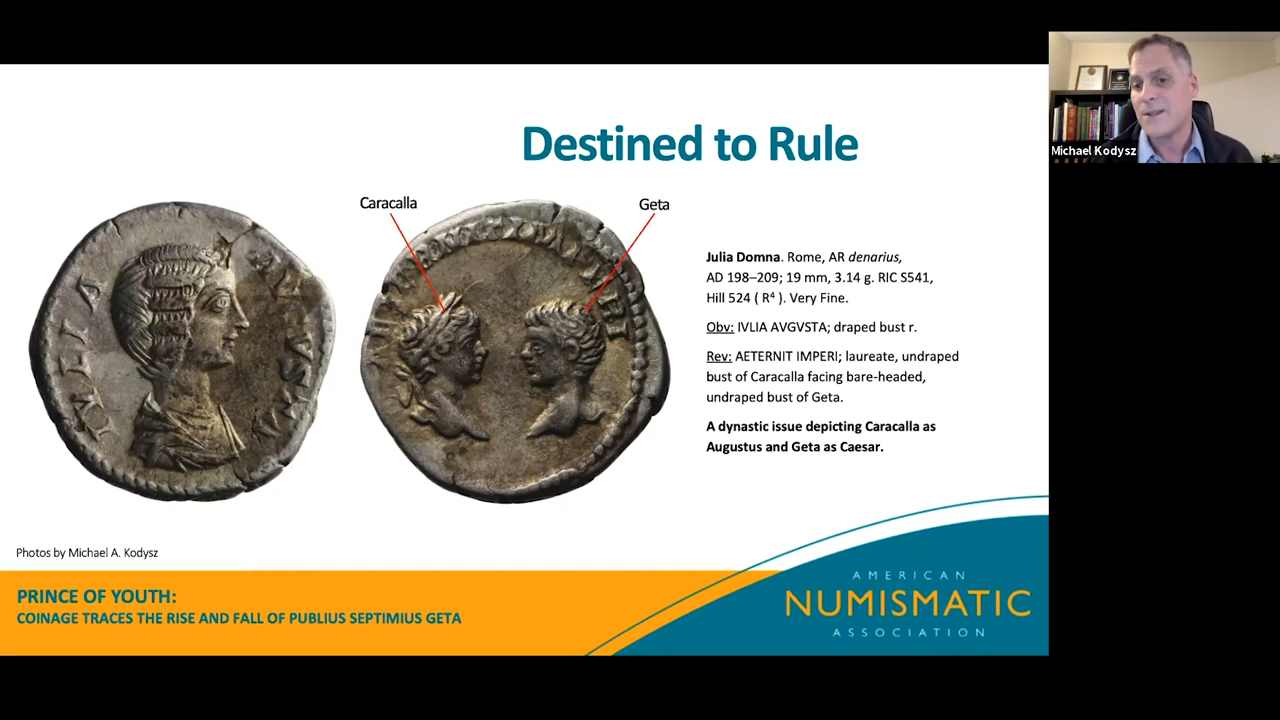 Destined to Rule
Michael Kodysz
Caracalla
Geta
IVLIA
Julia Domna. Rome, AR denarius,
AD 198–209; 19 mm, 3.14 g. RIC S541,
Hill 524 ( R⁴ ). Very Fine.
Obv: IVLIA AVGVSTA; draped bust r.
Rev: AETERNIT IMPERI; laureate, undraped
bust of Caracalla facing bare-headed,
undraped bust of Geta.
A dynastic issue depicting Caracalla as
Augustus and Geta as Caesar.
Photos by Michael A. Kodysz
PRINCE OF YOUTH:
COINAGE TRACES THE RISE AND FALL OF PUBLIUS SEPTIMIUS GETA
AMERICAN
NUMISMATIC
ASSOCIATION